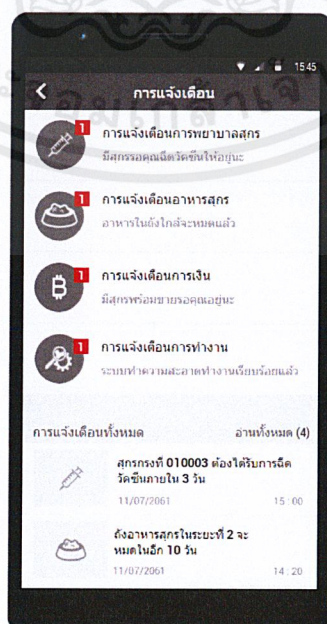 15:45
การแจ้งเตือน
1
การแจ้งเตือนการพยาบาลสุกร
มีสุกรรอคุณฉีดวัคซีนให้อยู่นะ
1
การแจ้งเตือนอาหารสุกร
อาหารในถังใกล้จะหมดแล้ว
1
การแจ้งเตือนการเงิน
มีสุกรพร้อมขายรอคุณอยู่นะ
1
การแจ้งเตือนการทำงาน
ระบบทำความสะอาดทำงานเรียบร้อยแล้ว
การแจ้งเตือนทั้งหมด อ่านทั้งหมด (4)
สุกรกรงที่ 010003 ต้องได้รับการฉีด
วัคซีนภายใน 3 วัน
11/07/2061 15 : 00
ถังอาหารสุกรในระยะที่ 2 จะ
หมดในอีก 10 วัน
11/07/2061 14 : 20